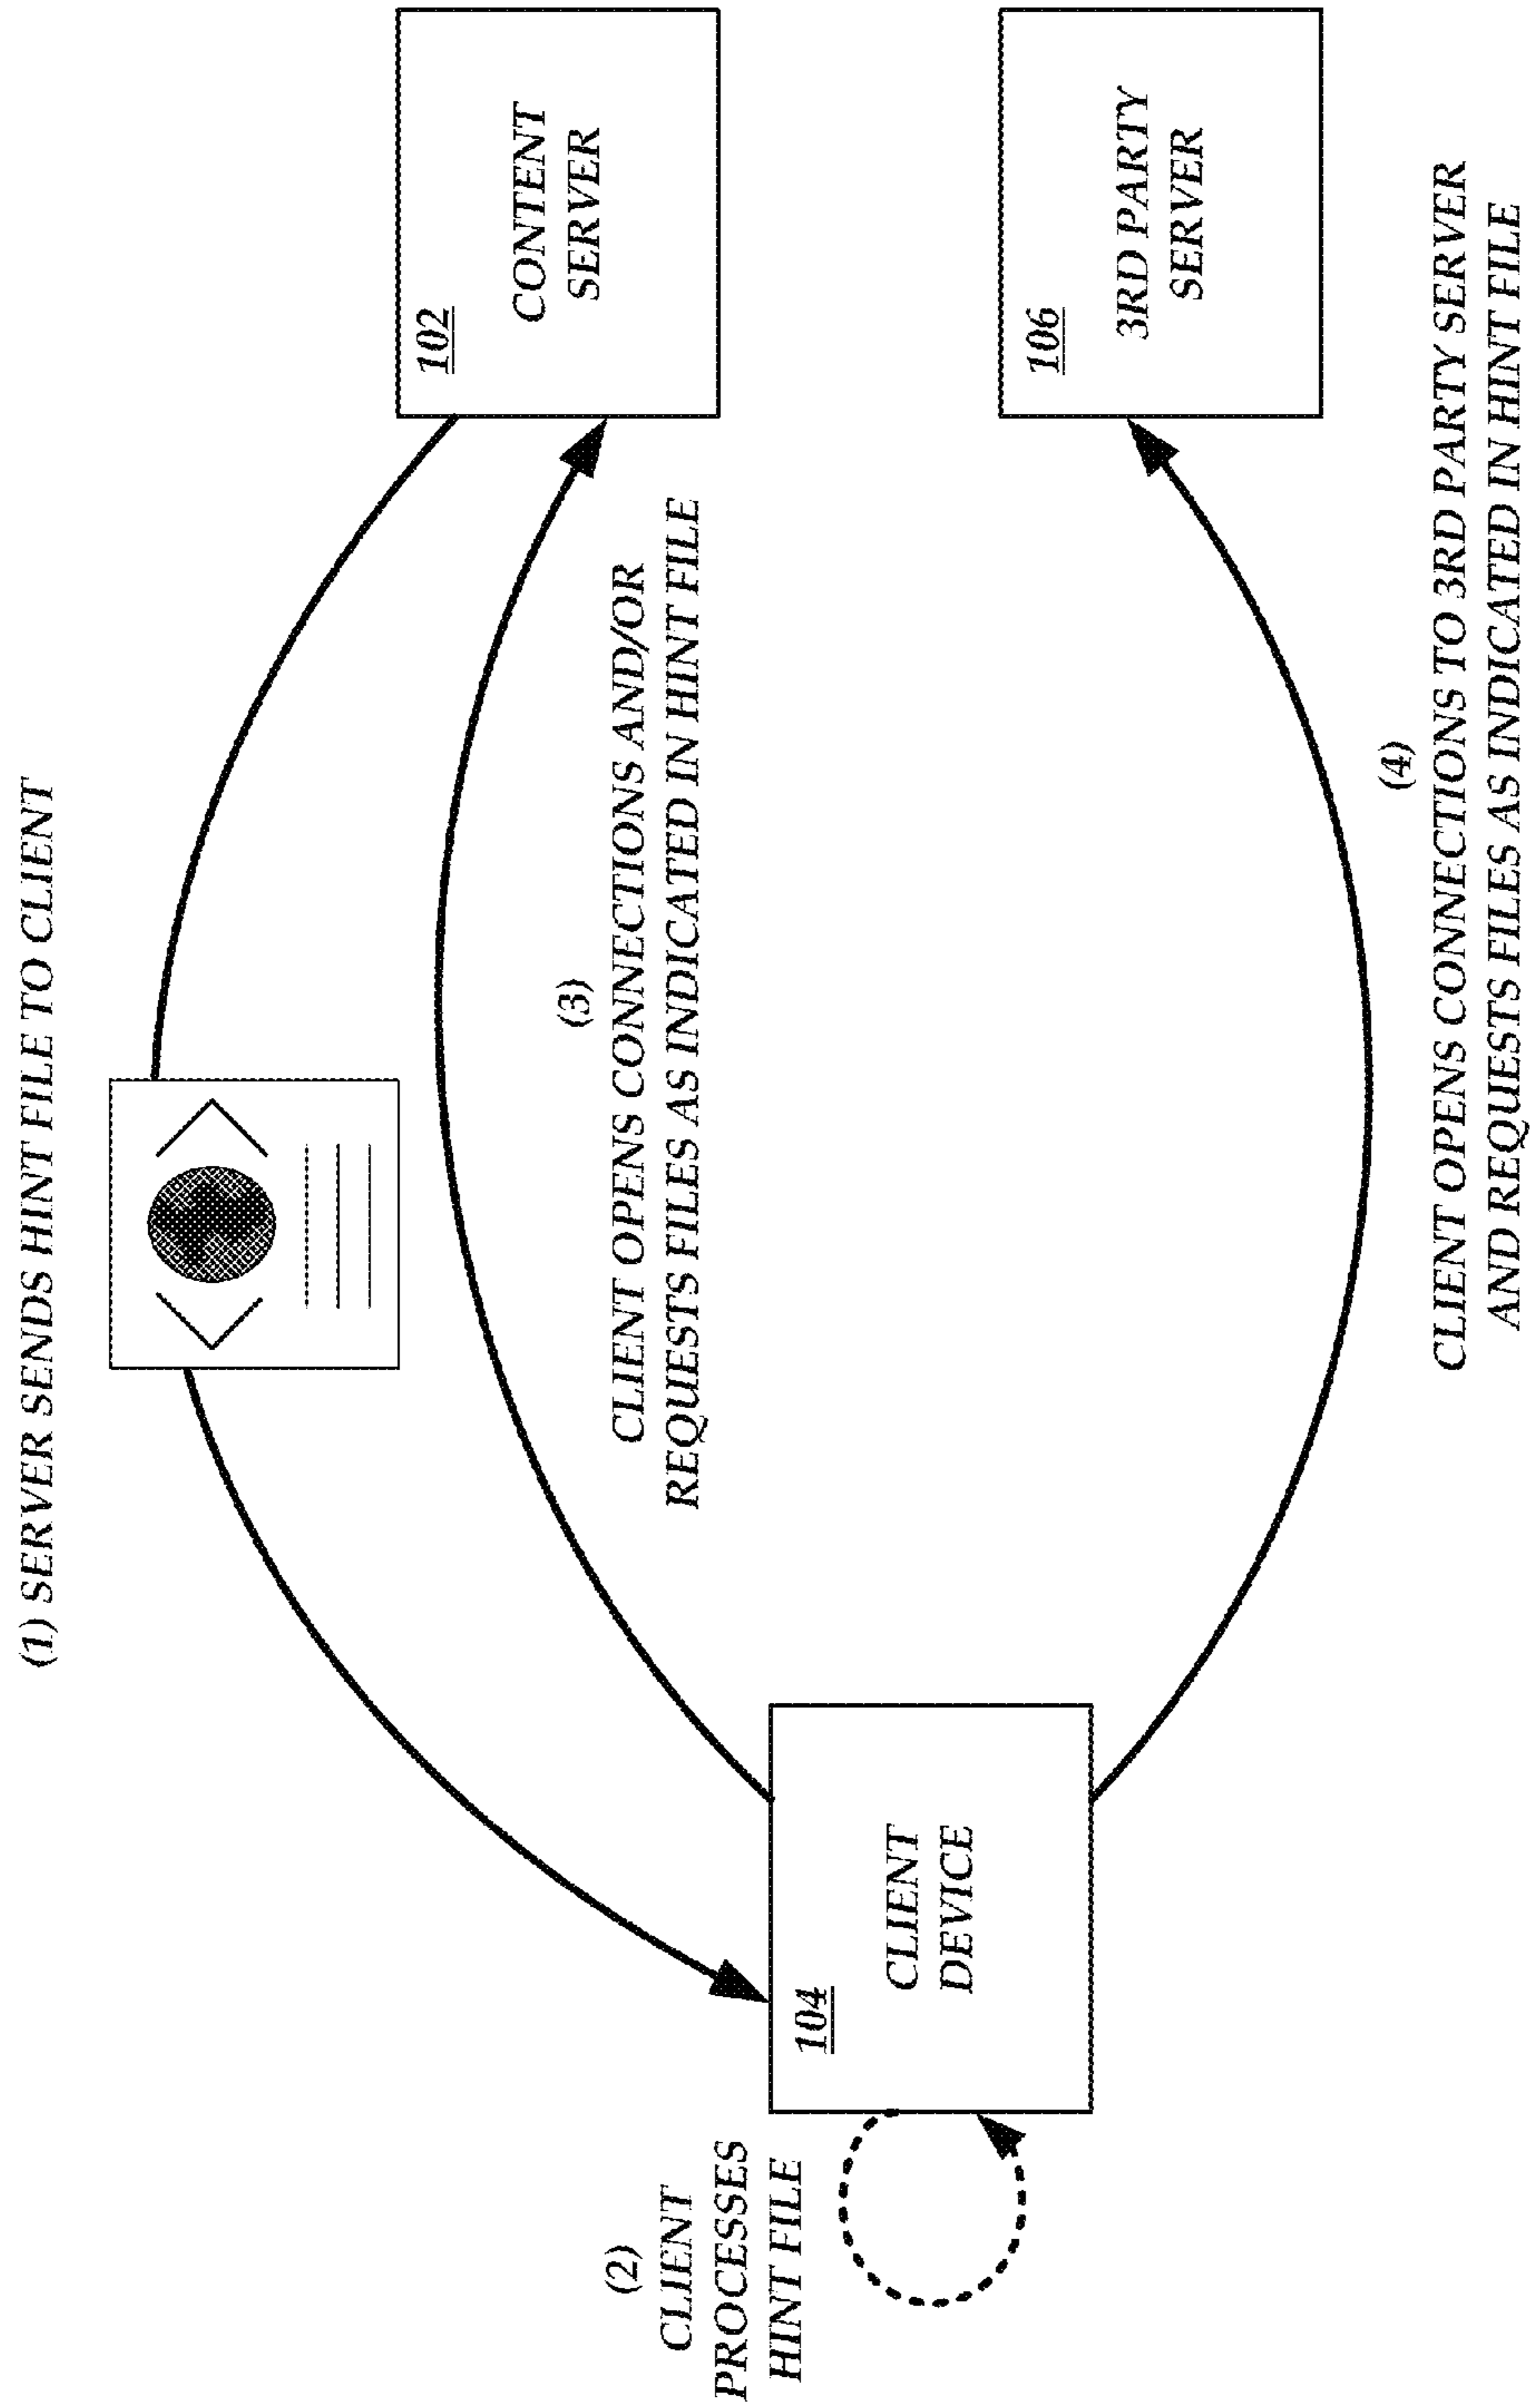 (1) SERVER SENDS HINT FILE TO CLIENT
102
CONTENT
SERVER
(3)
CLIENT OPENS CONNECTIONS AND/OR
REQUESTS FILES AS INDICATED IN HINT FILE
(2)
CLIENT
PROCESSES
HINT FILE
104
CLIENT
DEVICE
106
3RD PARTY
SERVER
(4)
CLIENT OPENS CONNECTIONS TO 3RD PARTY SERVER
AND REQUESTS FILES AS INDICATED IN HINT FILE